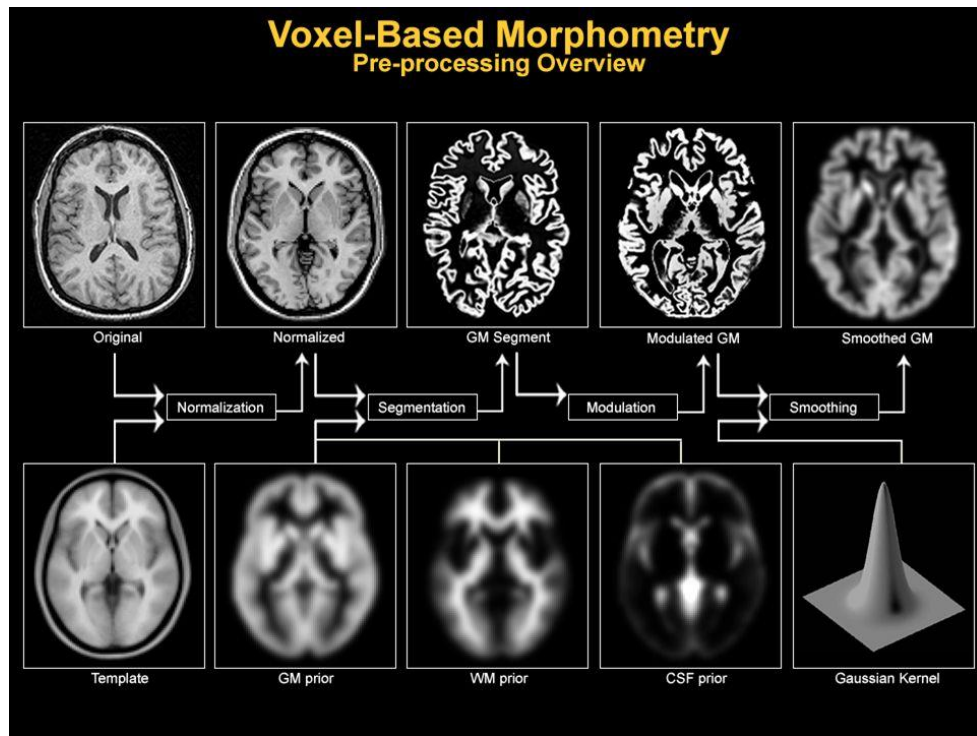 Voxel-Based Morphometry
Pre-processing Overview
Original
Normalized
GM Segment
Modulated GM
Smoothed GM
Normalization
Segmentation
Modulation
Smoothing
Template
GM prior
WM prior
CSF prior
Gaussian Kernel